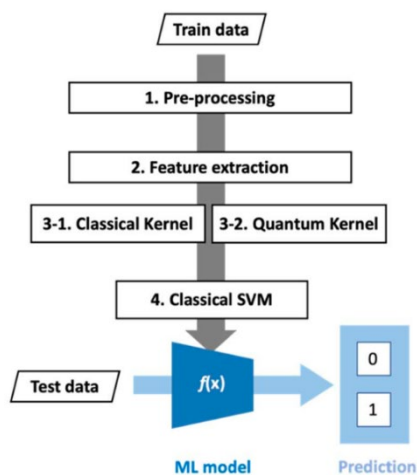 Train data
1. Pre-processing
2. Feature extraction
3-1. Classical Kernel
3-2. Quantum Kernel
4. Classical SVM
Test data
f(x)
0
1
ML model
Prediction